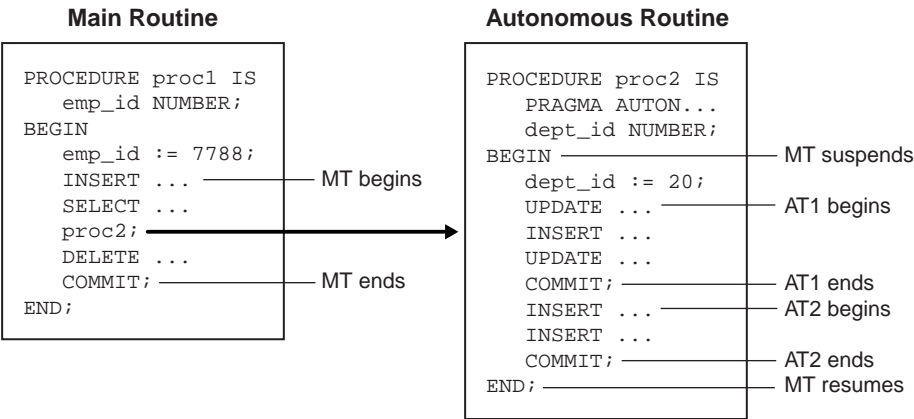 Main Routine
PROCEDURE proc1 IS
emp_id NUMBER;
BEGIN
emp_id := 7788;
INSERT ... MT begins
SELECT ...
proc2;
DELETE ...
COMMIT; MT ends
END;
Autonomous Routine
PROCEDURE proc2 IS
PRAGMA AUTON...
dept_id NUMBER;
BEGIN MT suspends
dept_id := 20;
UPDATE ... AT1 begins
INSERT ...
UPDATE ...
COMMIT; AT1 ends
INSERT ... AT2 begins
INSERT ...
COMMIT; AT2 ends
END; MT resumes